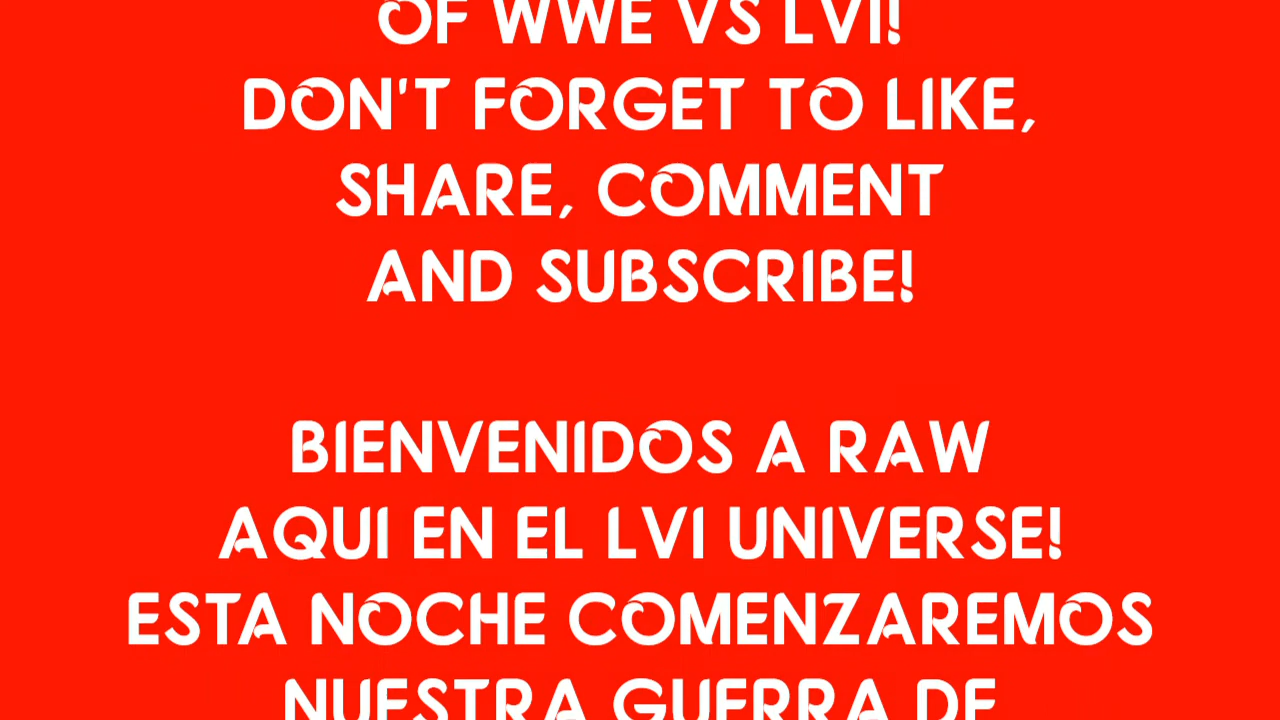 OF WWE VS LVI!
DON'T FORGET TO LIKE,
SHARE, COMMENT
AND SUBSCRIBE!
BIENVENIDOS A RAW
AQUI EN EL LVI UNIVERSE!
ESTA NOCHE COMENZAREMOS
NUESTRA GUERRA DE